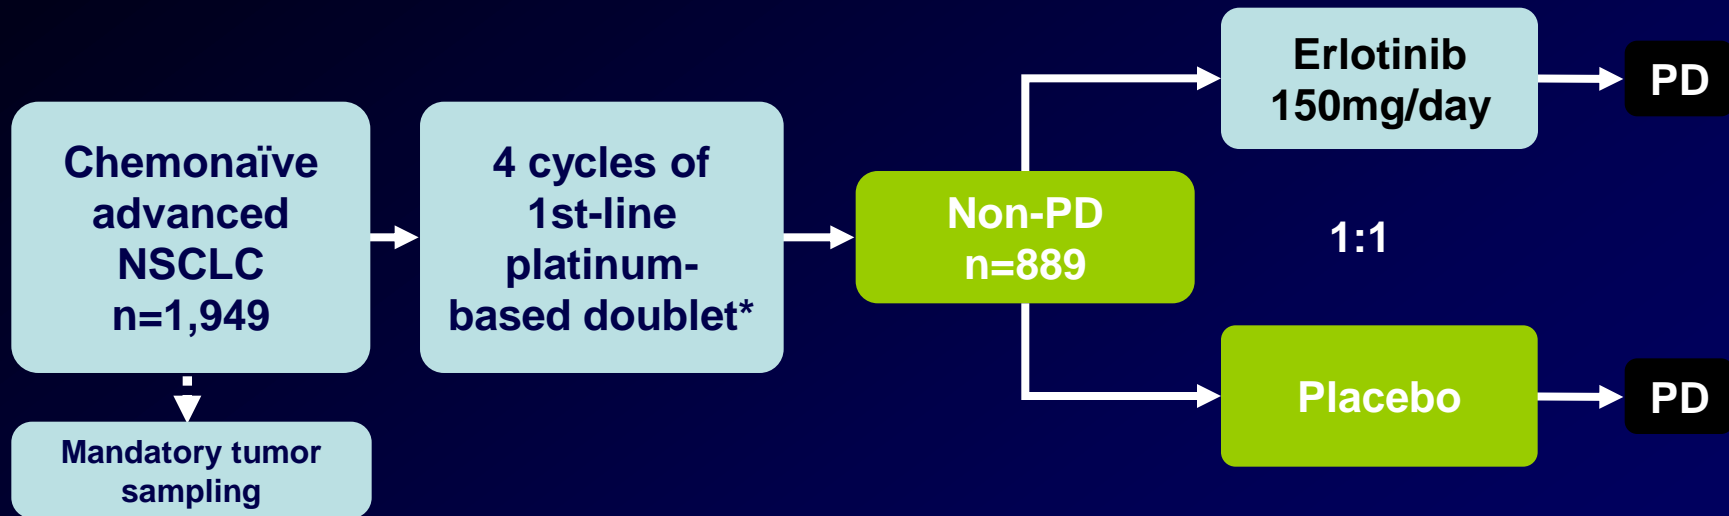 Chemonaïve
advanced
NSCLC
n=1,949
Mandatory tumor
sampling
4 cycles of
1st-line
platinum-
based doublet*
Non-PD
n=889
1:1
Erlotinib
150mg/day
PD
Placebo
PD